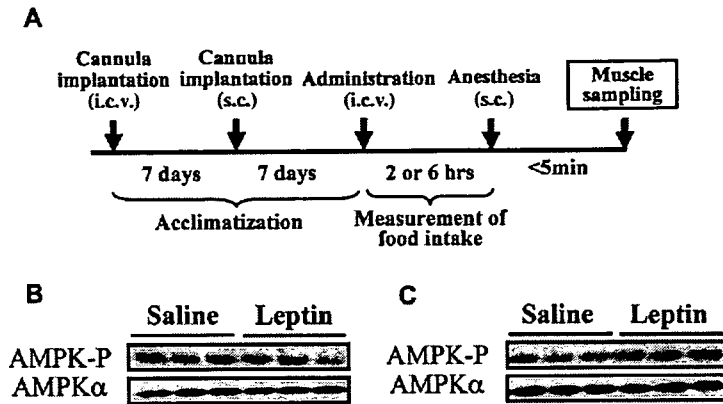 A
Cannula implantation (i.c.v.)
Cannula implantation (s.c.)
Administration (i.c.v.)
Anesthesia (s.c.)
Muscle sampling
7 days
7 days
2 or 6 hrs
<5min
Acclimatization
Measurement of food intake
B
Saline
Leptin
AMPK-P
AMPKα
C
Saline
Leptin
AMPK-P
AMPKα